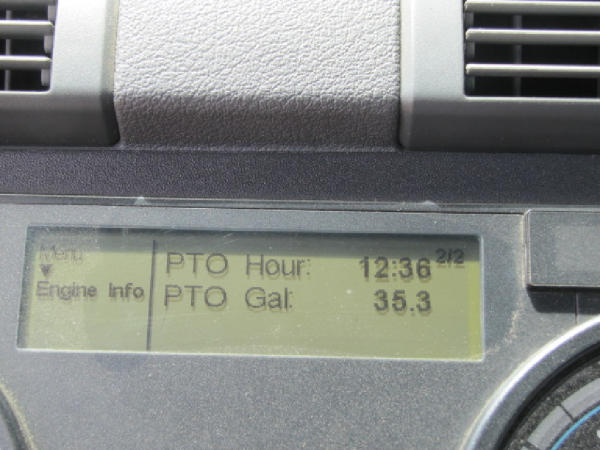 Menu
▼
Engine Info
PTO Hour: 12:36 2/2
PTO Gal: 35.3